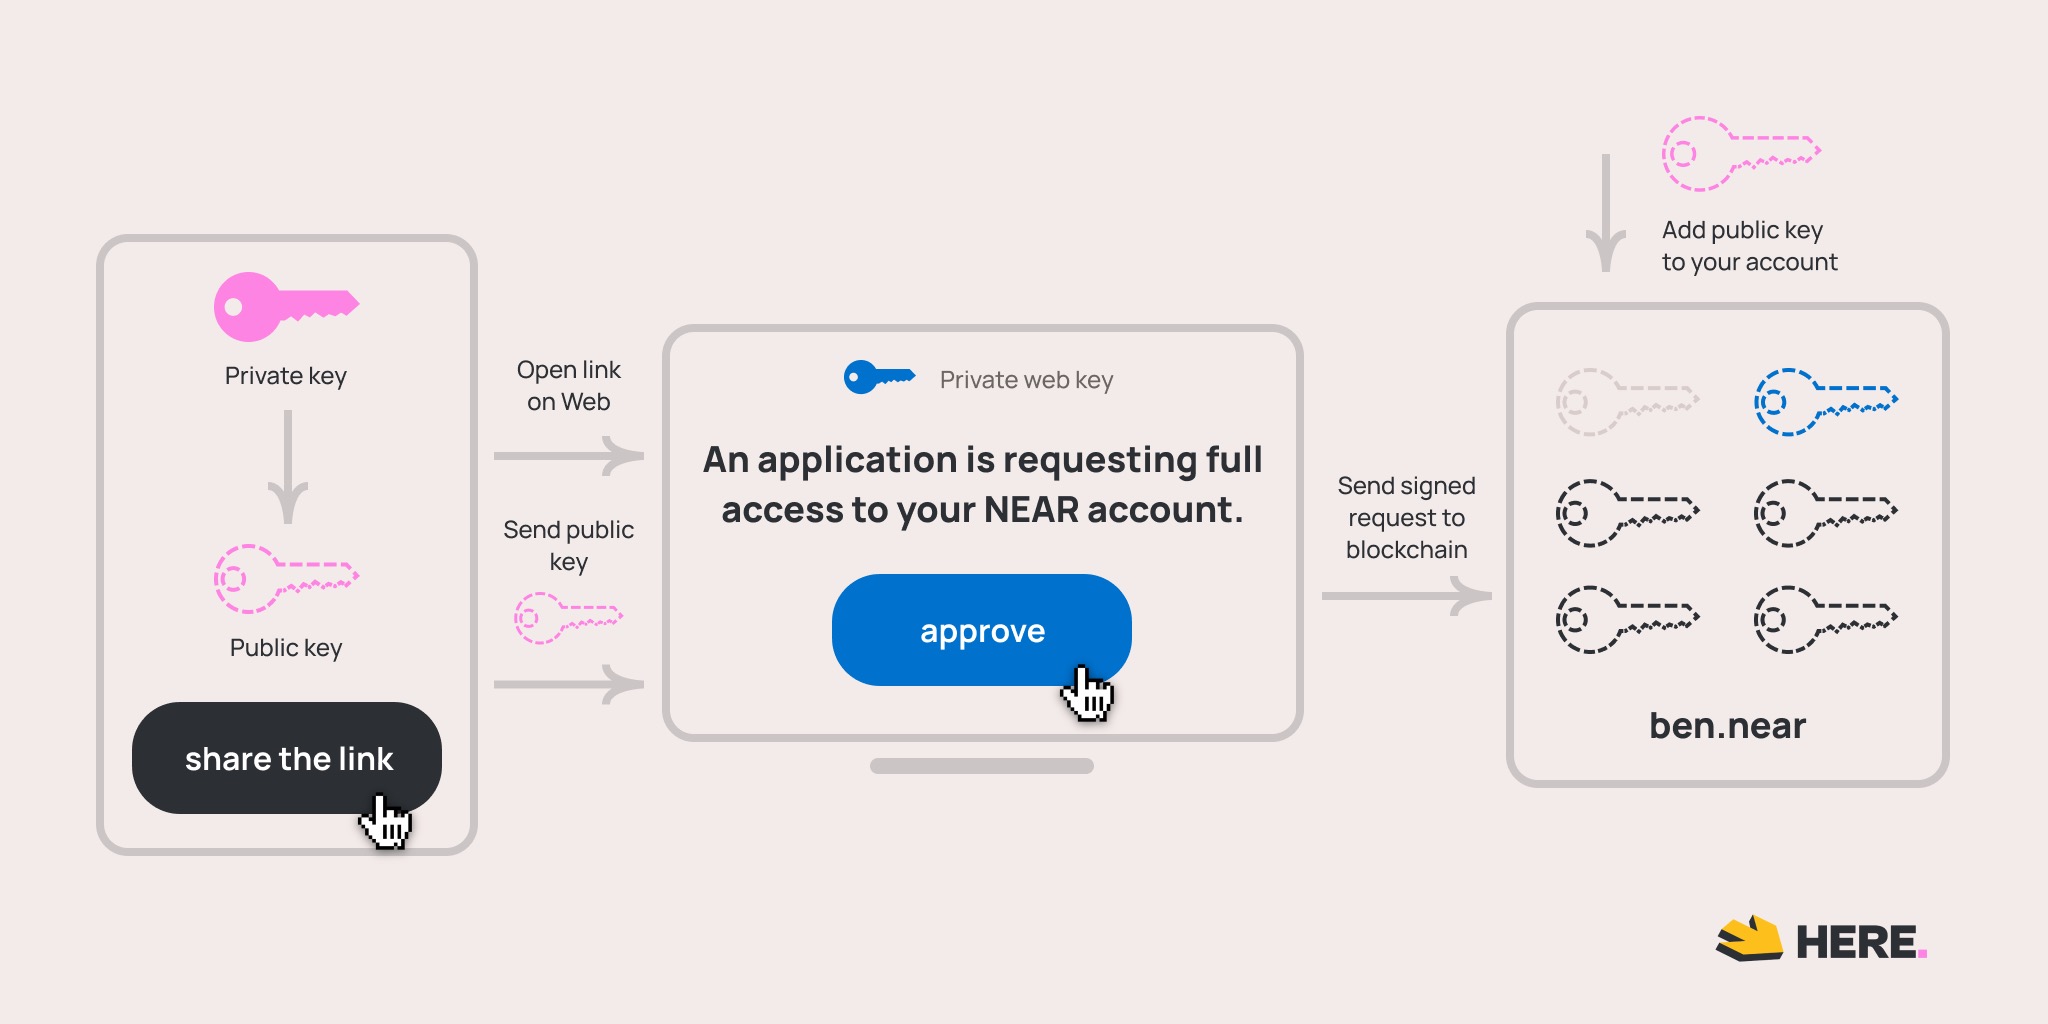 Private key
Public key
share the link
Open link
on Web
Send public
key
Private web key
An application is requesting full
access to your NEAR account.
approve
Send signed
request to
blockchain
Add public key
to your account
ben.near
HERE.